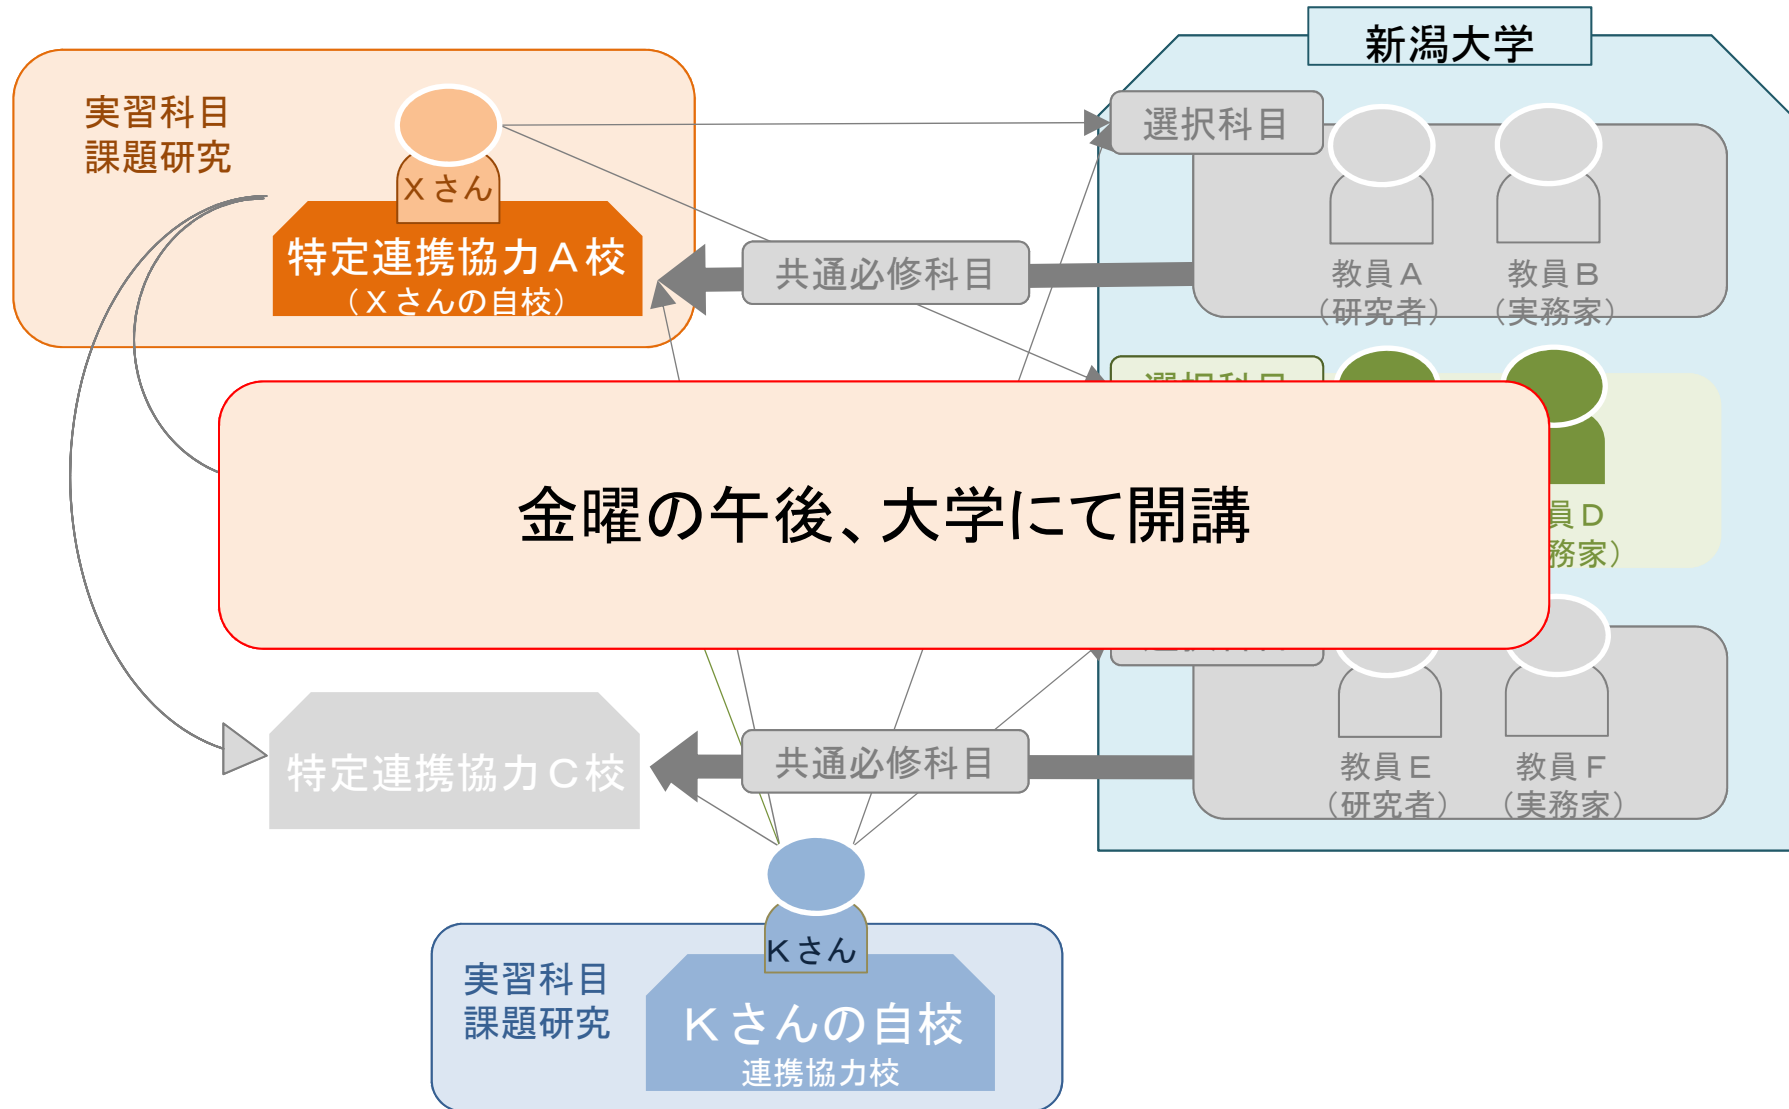 新潟大学
実習科目
課題研究
Xさん
特定連携協力A校
（Xさんの自校）
選択科目
共通必修科目
教員A
（研究者）
教員B
（実務家）
選択科目
金曜の午後、大学にて開講
員D
務家）
特定連携協力C校
共通必修科目
教員E
（研究者）
教員F
（実務家）
Kさん
実習科目
課題研究
Kさんの自校
連携協力校